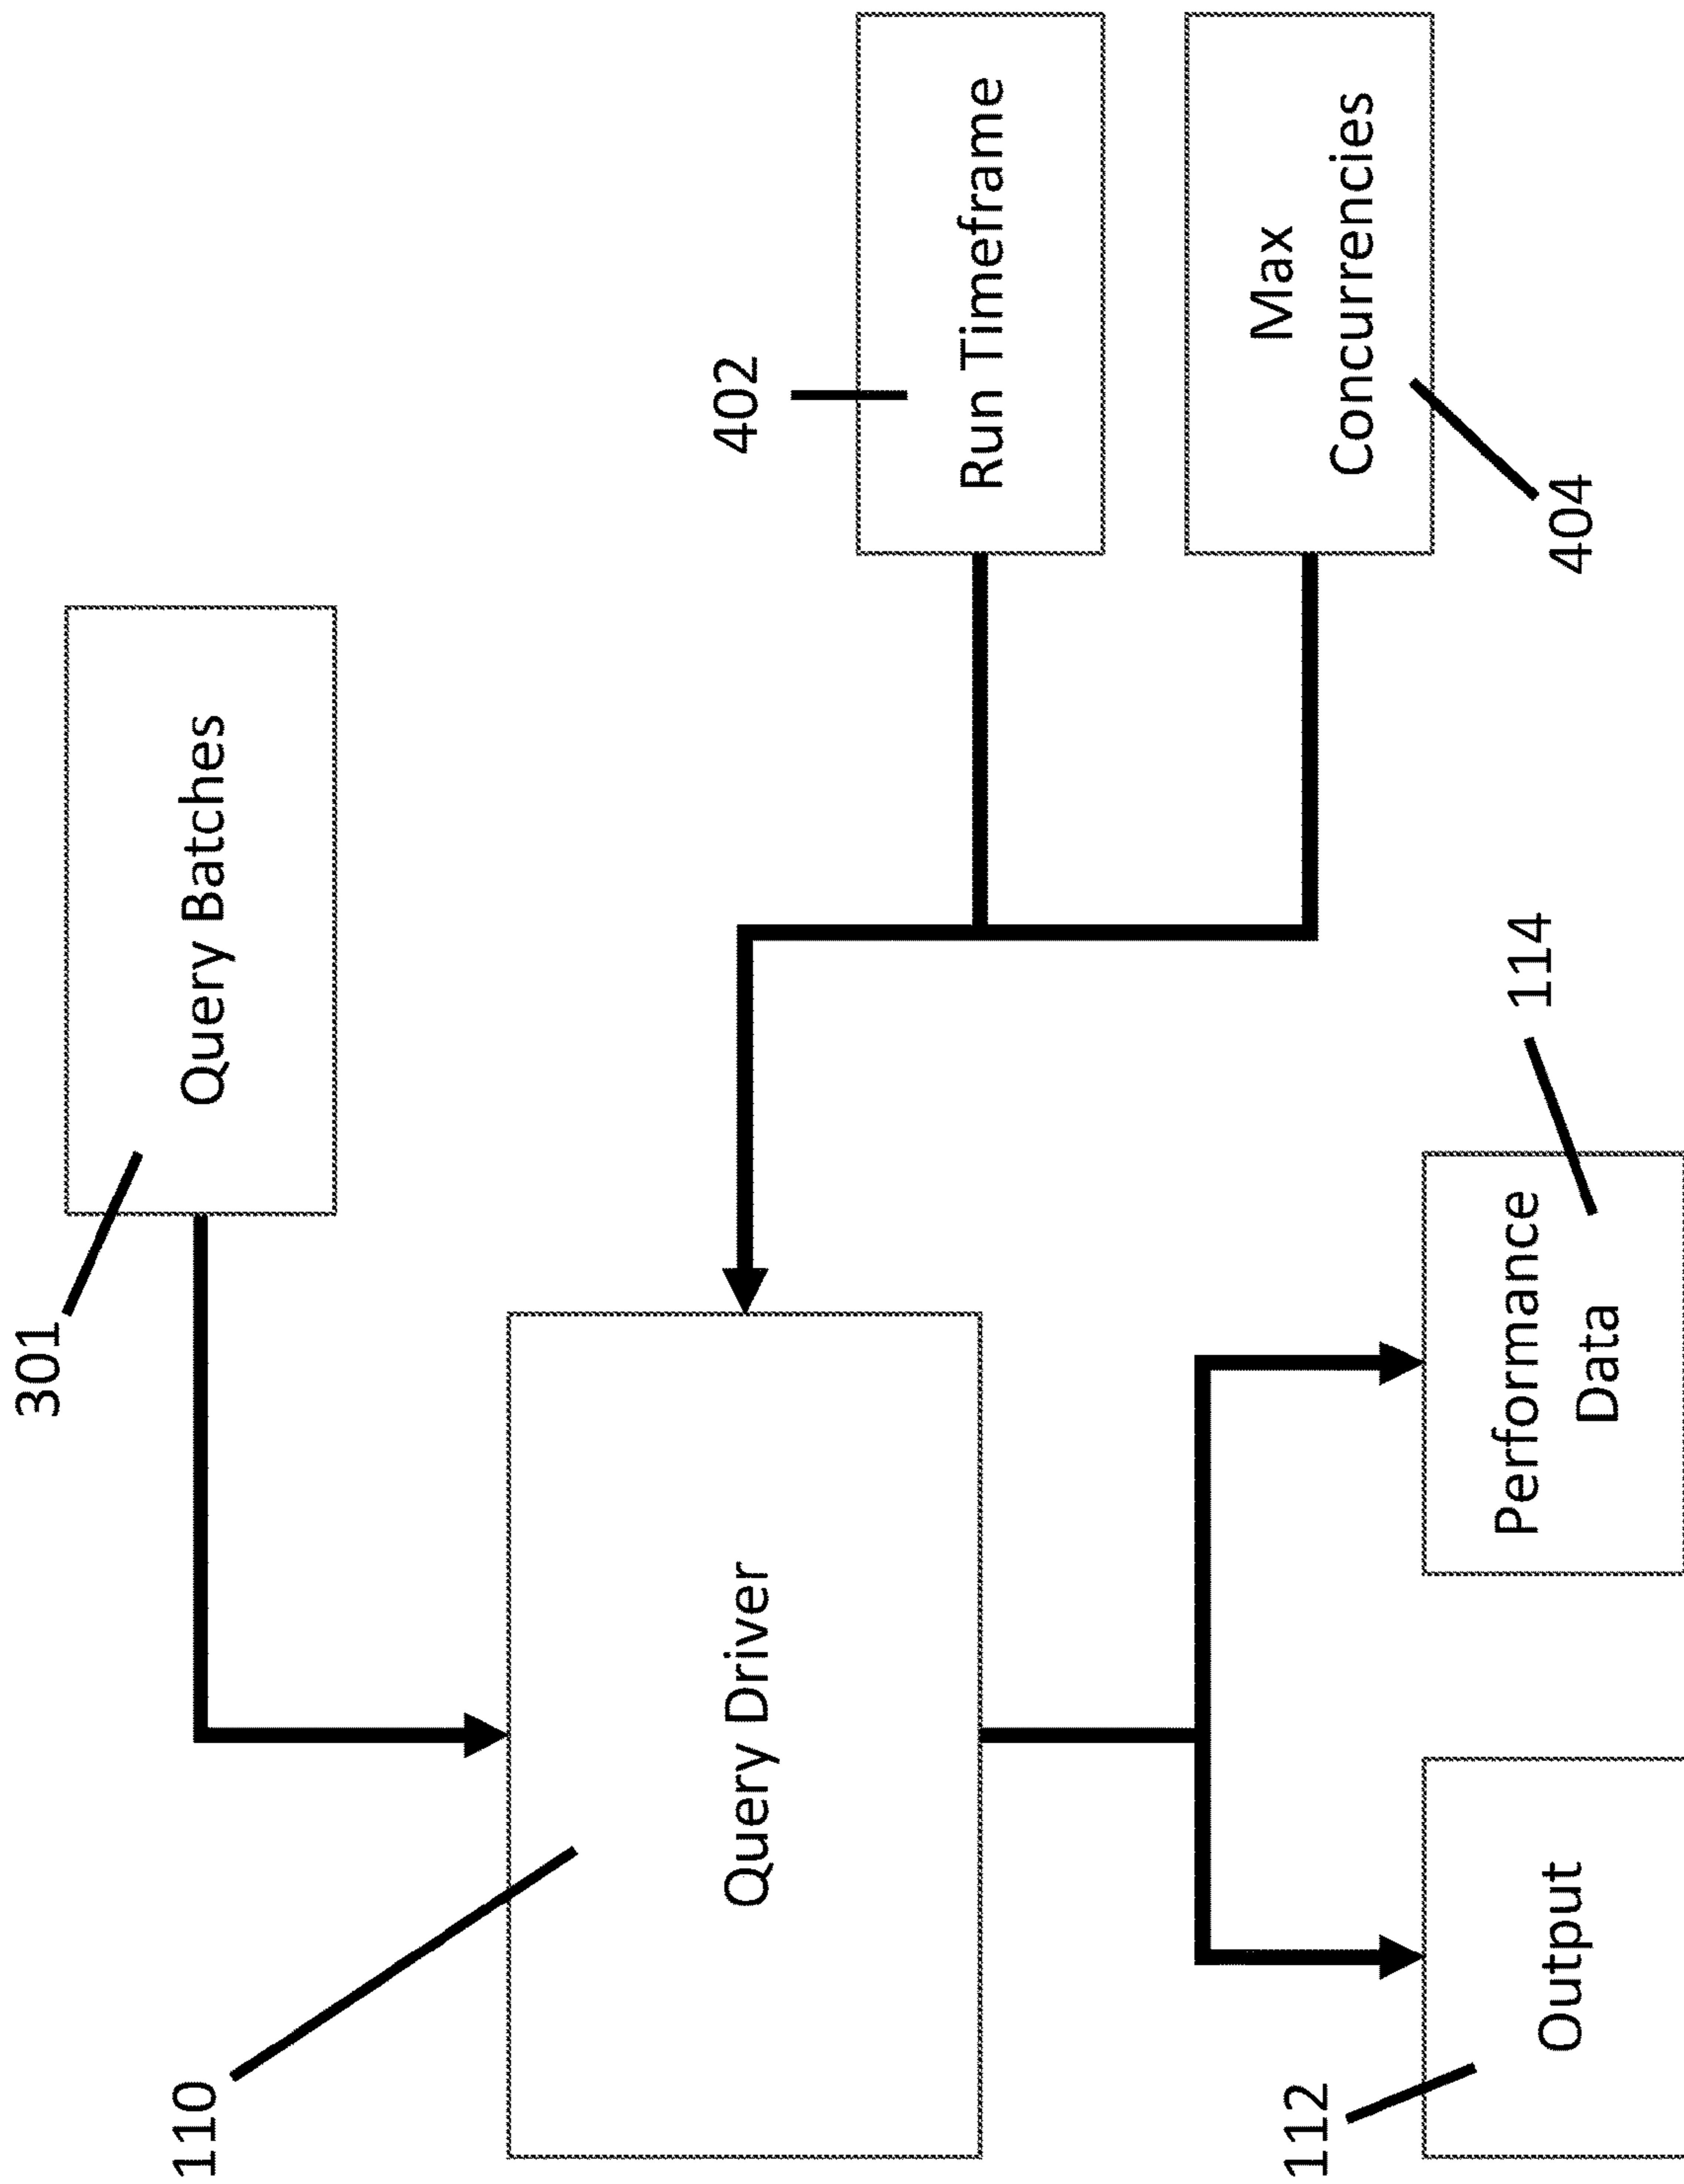 301
Query Batches
110
Query Driver
402
Run Timeframe
Max
Concurrencies
404
112
Output
Performance
Data
114